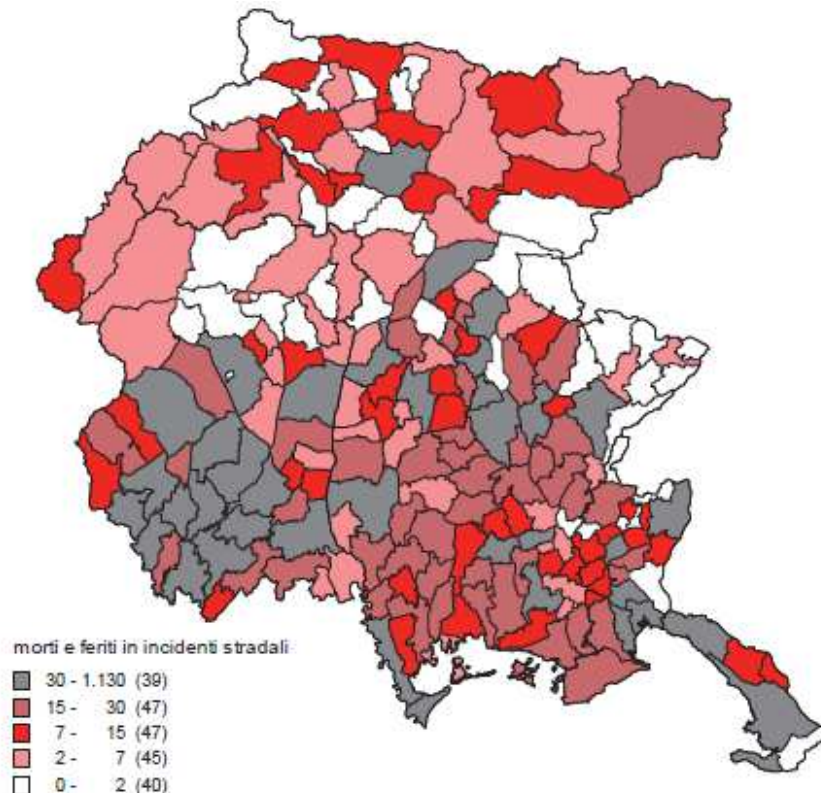 morti e feriti in incidenti stradali
30 - 1.130 (39)
15 - 30 (47)
7 - 15 (47)
2 - 7 (45)
0 - 2 (40)